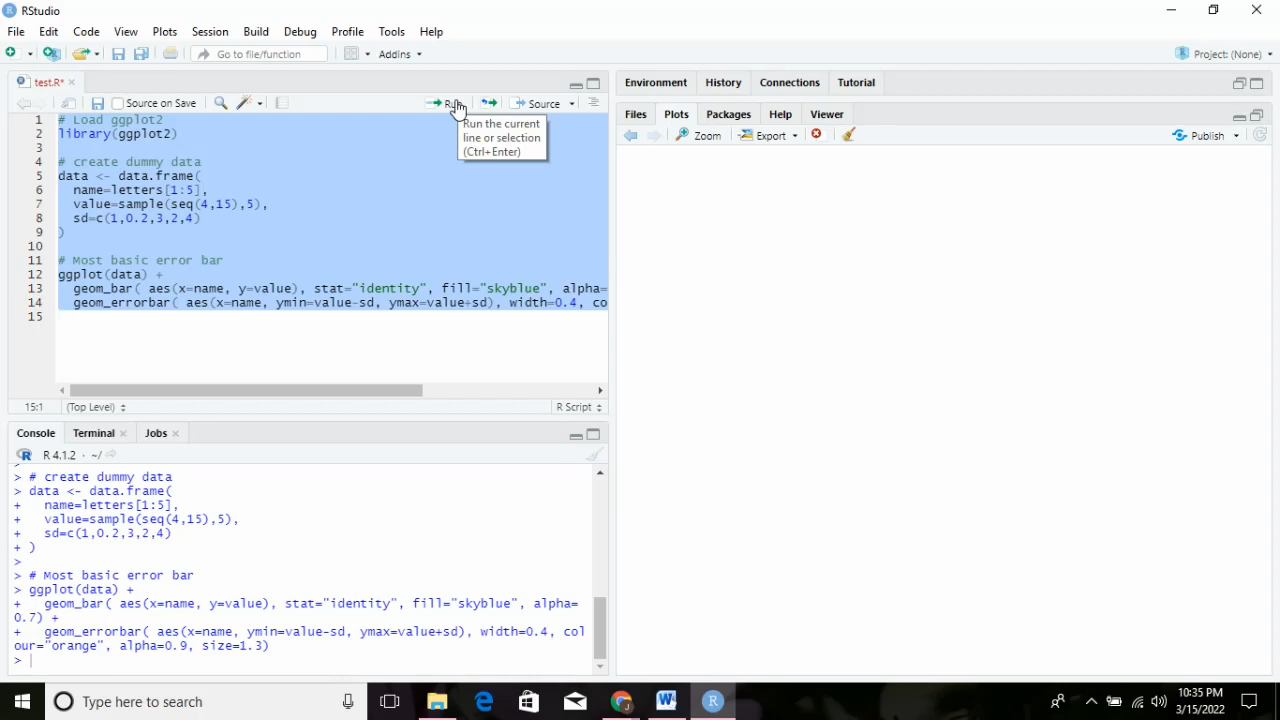 RStudio
File Edit Code View Plots Session Build Debug Profile Tools Help
Go to file/function
Addins
Project: (None)
test.R*
Source on Save
Run
Source
1 # Load ggplot2
2 library(ggplot2)
3
4 # create dummy data
5 data <- data.frame(
6 name=letters[1:5],
7 value=sample(seq(4,15),5),
8 sd=c(1,0.2,3,2,4)
9 )
10
11 # Most basic error bar
12 ggplot(data) +
13 geom_bar( aes(x=name, y=value), stat="identity", fill="skyblue", alpha=
14 geom_errorbar( aes(x=name, ymin=value-sd, ymax=value+sd), width=0.4, co
15
Run the current
line or selection
(Ctrl+Enter)
15:1 (Top Level) R Script
Console Terminal Jobs
R 4.1.2 · ~/
>
> # create dummy data
> data <- data.frame(
+ name=letters[1:5],
+ value=sample(seq(4,15),5),
+ sd=c(1,0.2,3,2,4)
+ )
>
> # Most basic error bar
> ggplot(data) +
+ geom_bar( aes(x=name, y=value), stat="identity", fill="skyblue", alpha=
0.7) +
+ geom_errorbar( aes(x=name, ymin=value-sd, ymax=value+sd), width=0.4, col
our="orange", alpha=0.9, size=1.3)
>
Environment History Connections Tutorial
Files Plots Packages Help Viewer
Zoom Export Publish
Type here to search
10:35 PM
3/15/2022